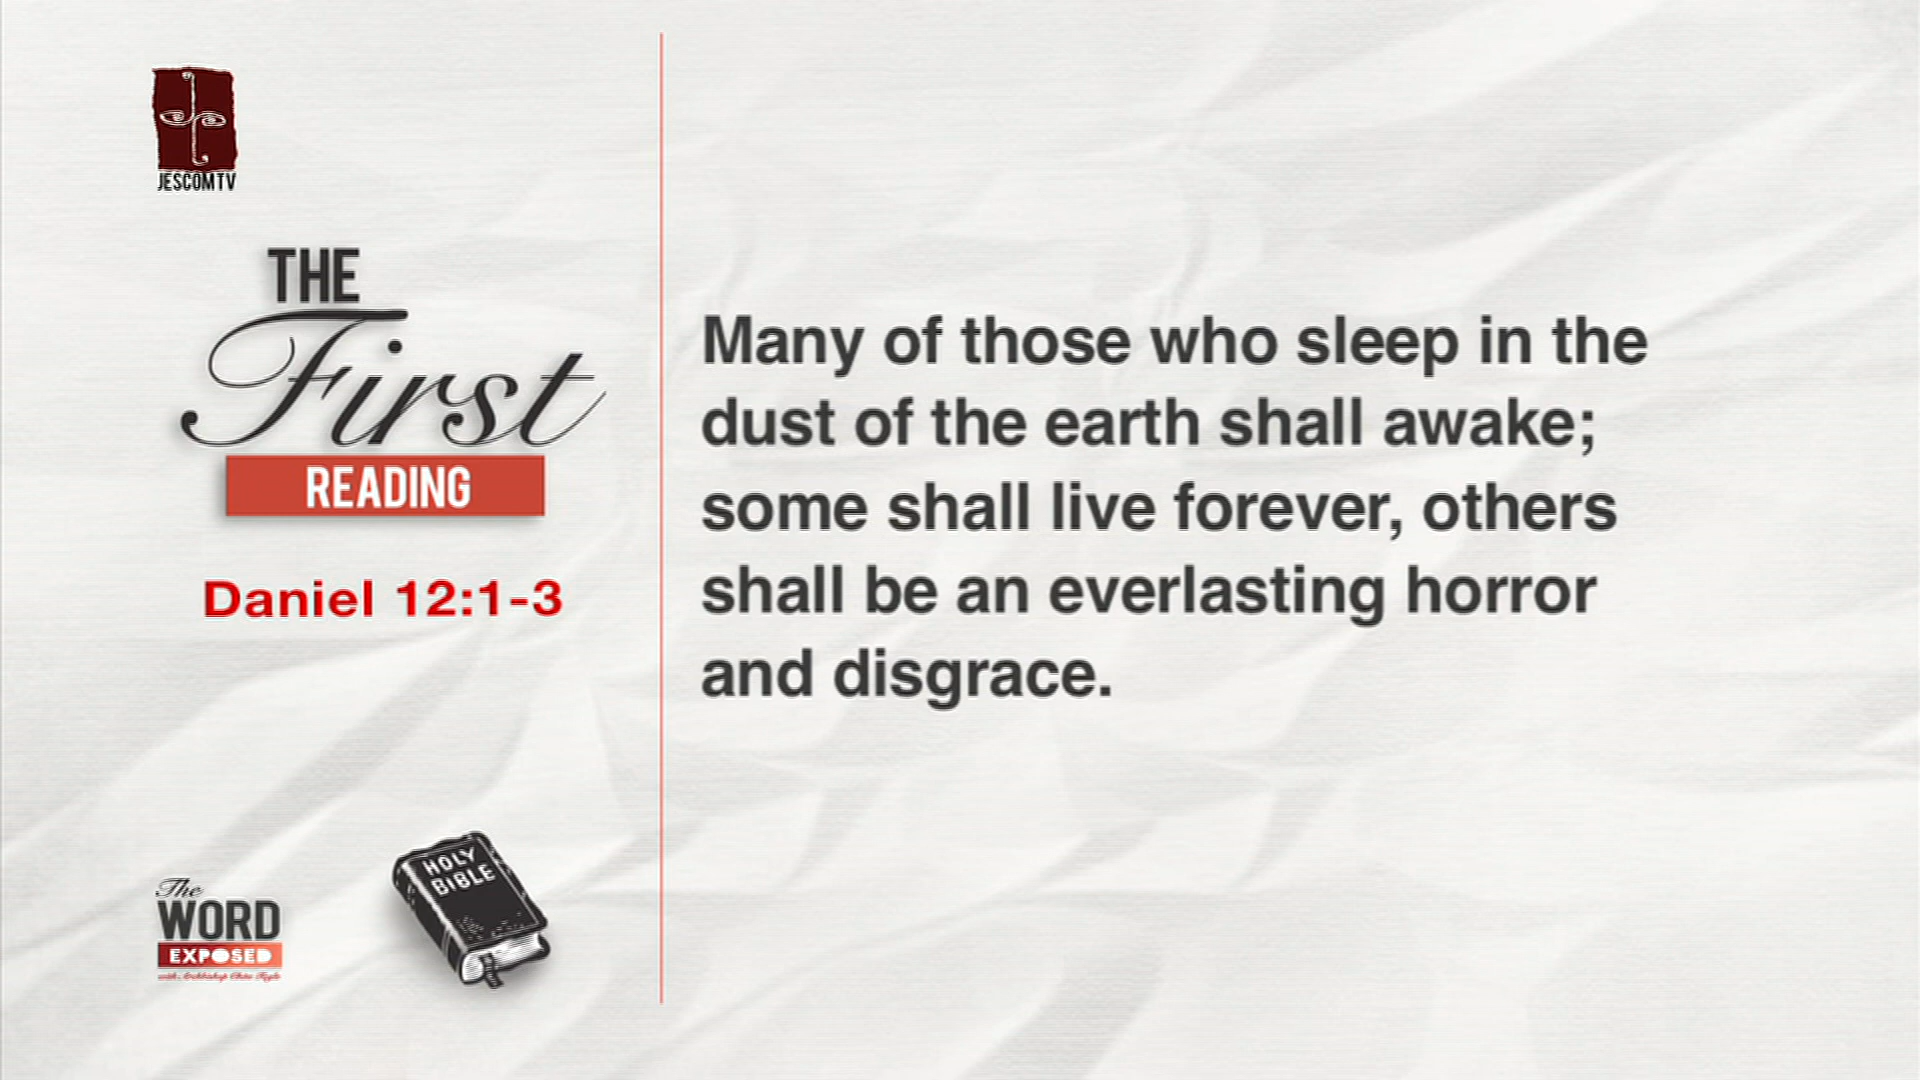 JESCOMTV
THE
First
READING
Daniel 12:1-3
Many of those who sleep in the
dust of the earth shall awake;
some shall live forever, others
shall be an everlasting horror
and disgrace.
HOLY
BIBLE
The
WORD
EXPOSED